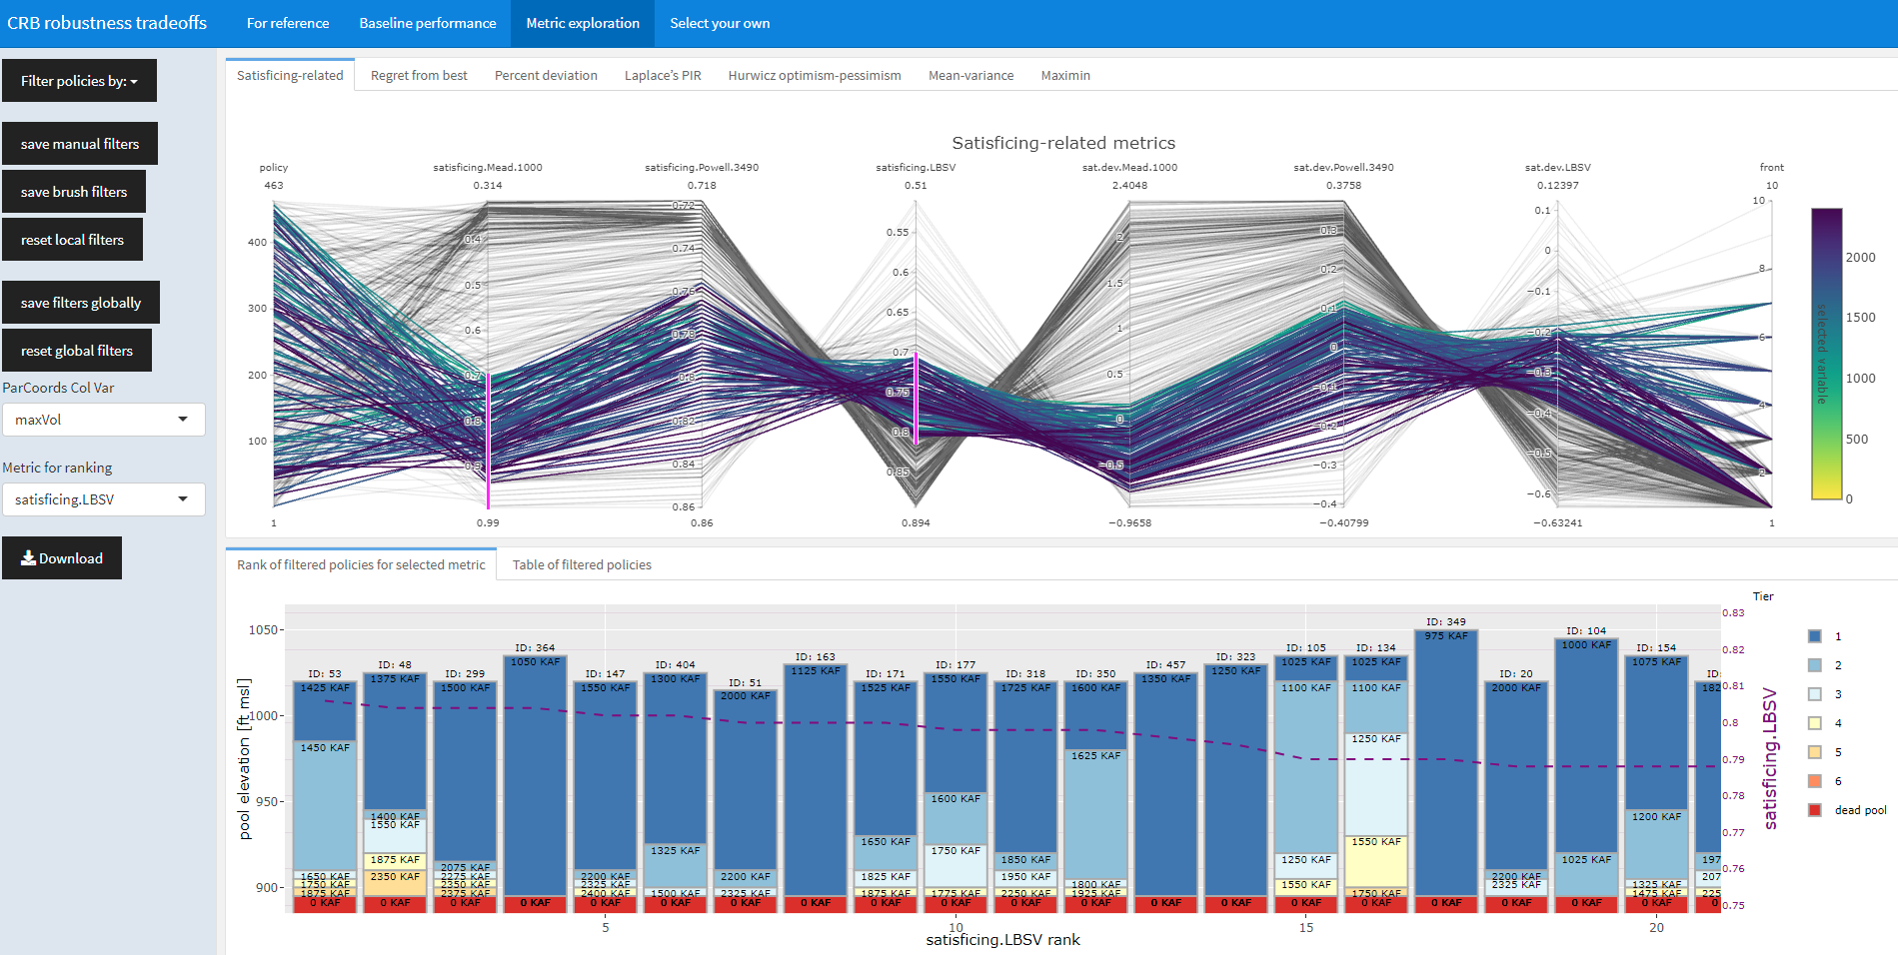 CRB robustness tradeoffs For reference Baseline performance Metric exploration Select your own
Filter policies by:
save manual filters
save brush filters
reset local filters
save filters globally
reset global filters
ParCoords Col Var
maxVol
Metric for ranking
satisficing.LBSV
Download
Satisficing-related Regret from best Percent deviation Laplace's PIR Hurwicz optimism-pessimism Mean-variance Maximin
Satisficing-related metrics
policy satisficing.Mead.1000 satisficing.Powell.3490 satisficing.LBSV sat.dev.Mead.1000 sat.dev.Powell.3490 sat.dev.LBSV front
463 0.314 0.718 0.51 2.4048 0.3758 0.12397 10
400
300
200
100
0.4
0.5
0.6
0.7
0.8
0.9
0.72
0.74
0.76
0.78
0.8
0.82
0.84
0.86
0.55
0.6
0.65
0.7
0.75
0.8
0.85
2
1.5
1
0.5
0
−0.5
0.3
0.2
0.1
0
−0.1
−0.2
−0.3
−0.4
0.1
0
−0.1
−0.2
−0.3
−0.4
−0.5
−0.6
10
8
6
4
2
1 0.99 0.86 0.894 −0.9658 −0.40799 −0.63241 1
2000
1500
1000
500
0
selected variable
Rank of filtered policies for selected metric Table of filtered policies
pool elevation [ft msl]
1050
1000
950
900
ID: 53
1425 KAF
1450 KAF
1650 KAF
1750 KAF
1875 KAF
0 KAF
ID: 48
1375 KAF
1400 KAF
1550 KAF
1875 KAF
2350 KAF
0 KAF
ID: 299
1500 KAF
2075 KAF
2275 KAF
2350 KAF
2375 KAF
0 KAF
ID: 364
1050 KAF
0 KAF
ID: 147
1550 KAF
2200 KAF
2325 KAF
2400 KAF
0 KAF
ID: 404
1300 KAF
1325 KAF
1500 KAF
0 KAF
ID: 51
2000 KAF
2200 KAF
2325 KAF
0 KAF
ID: 163
1125 KAF
0 KAF
ID: 171
1525 KAF
1650 KAF
1825 KAF
1875 KAF
0 KAF
ID: 177
1550 KAF
1600 KAF
1750 KAF
1775 KAF
0 KAF
ID: 318
1725 KAF
1850 KAF
1950 KAF
2250 KAF
0 KAF
ID: 350
1600 KAF
1625 KAF
1800 KAF
1925 KAF
0 KAF
ID: 457
1350 KAF
0 KAF
ID: 323
1250 KAF
0 KAF
ID: 105
1025 KAF
1100 KAF
1250 KAF
1550 KAF
0 KAF
ID: 134
1025 KAF
1100 KAF
1250 KAF
1550 KAF
1750 KAF
0 KAF
ID: 349
975 KAF
0 KAF
ID: 20
2000 KAF
2200 KAF
2325 KAF
0 KAF
ID: 104
1000 KAF
1025 KAF
0 KAF
ID: 154
1075 KAF
1200 KAF
1325 KAF
1475 KAF
0 KAF
ID:
182
197
207
225
0
5 10 15 20
satisficing.LBSV rank
0.83
0.82
0.81
0.8
0.79
0.78
0.77
0.76
0.75
satisficing.LBSV
Tier
1
2
3
4
5
6
dead pool